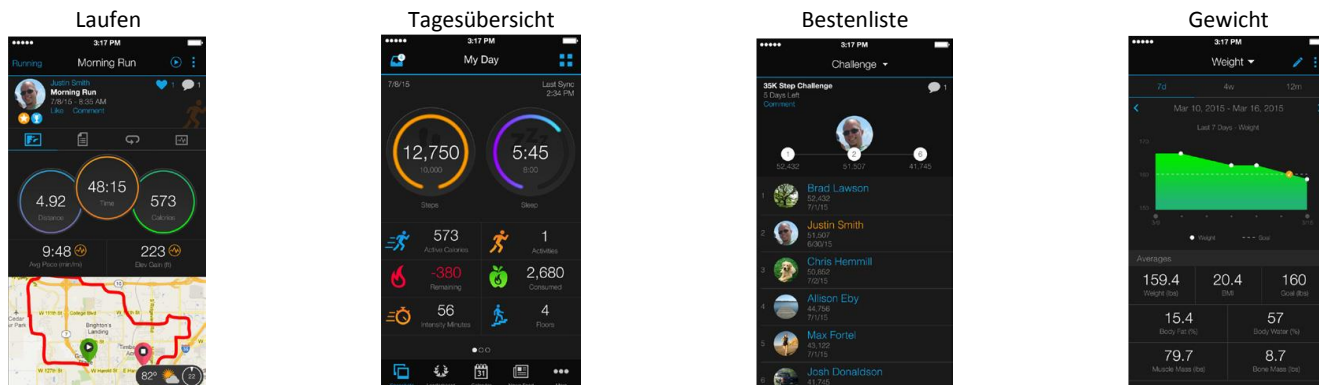 Laufen
3:17 PM
Running
Morning Run
Justin Smith
1
1
Morning Run
7/8/15 - 8:35 AM
Like Comment
4.92
Distance
48:15
Time
573
Calories
9:48
Avg Pace (min/mi)
223
Elev Gain (ft)
Brighton's
Landing
82°
22
Tagesübersicht
3:17 PM
My Day
7/8/15
Last Sync
2:34 PM
12,750
10,000
Steps
5:45
8:00
Sleep
573
Active Calories
1
Activities
-380
Remaining
2,680
Consumed
56
Intensity Minutes
4
Floors
31
Bestenliste
3:17 PM
Challenge
35K Step Challenge
1
5 Days Left
Comment
1
2
6
52,432
51,507
41,745
1
Brad Lawson
52,432
7/1/15
2
Justin Smith
51,507
6/30/15
3
Chris Hemmill
50,852
7/2/15
4
Allison Eby
44,756
7/1/15
5
Max Fortel
43,122
7/1/15
6
Josh Donaldson
41,745
Gewicht
3:17 PM
Weight
7d
4w
12m
Mar 10, 2015 - Mar 16, 2015
Last 7 Days - Weight
Weight
Goal
Averages
159.4
Weight (lbs)
20.4
BMI
160
Goal (lbs)
15.4
Body Fat (%)
57
Body Water (%)
79.7
Muscle Mass (lbs)
8.7
Bone Mass (lbs)